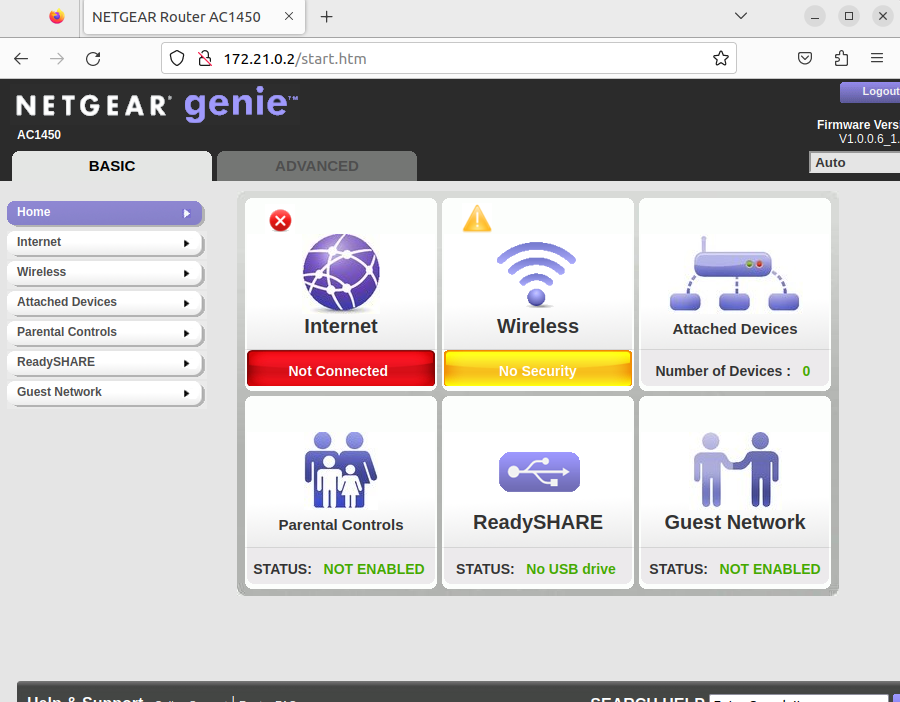 NETGEAR Router AC1450
172.21.0.2/start.htm
NETGEAR® genie™
AC1450
Logout
Firmware Vers
V1.0.0.6_1.
Auto
BASIC
ADVANCED
Home
Internet
Wireless
Attached Devices
Parental Controls
ReadySHARE
Guest Network
Internet
Wireless
Attached Devices
Not Connected
No Security
Number of Devices : 0
Parental Controls
ReadySHARE
Guest Network
STATUS: NOT ENABLED
STATUS: No USB drive
STATUS: NOT ENABLED
Help & Support
SEARCH HELP